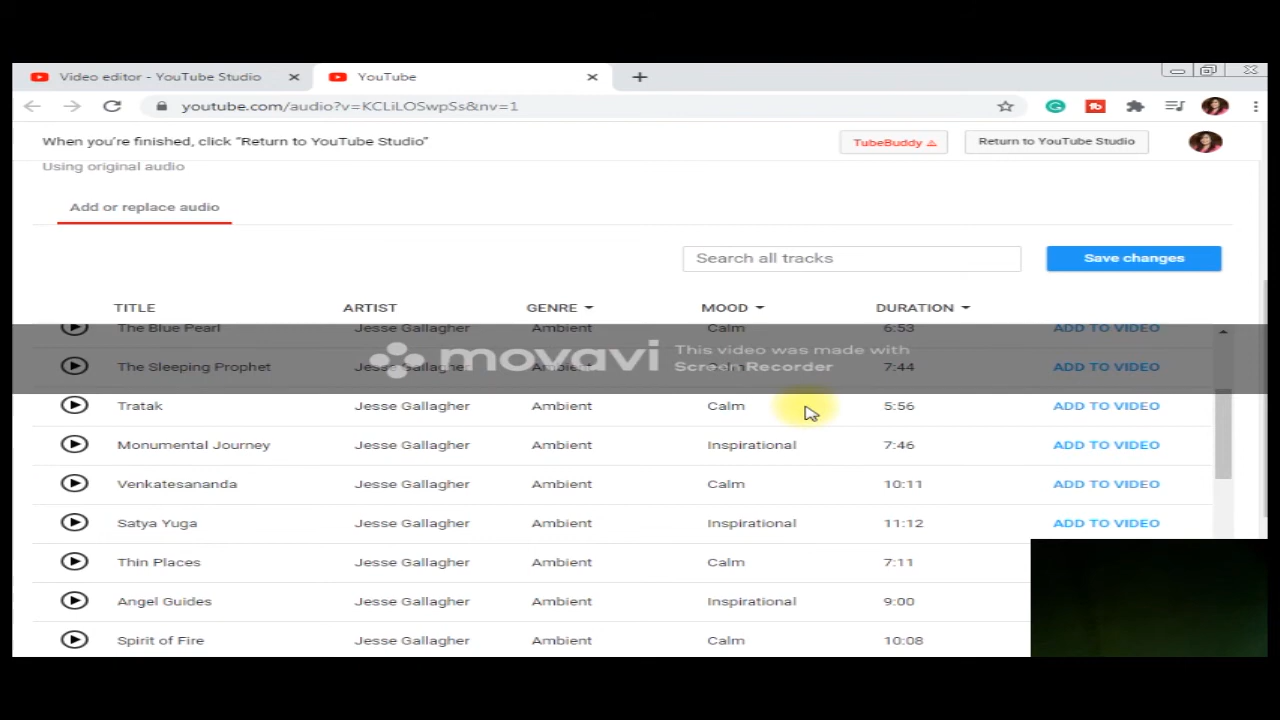 Video editor - YouTube Studio
YouTube
youtube.com/audio?v=KCLiLOSwpSs&nv=1
When you're finished, click "Return to YouTube Studio"
TubeBuddy
Return to YouTube Studio
Using original audio
Add or replace audio
Search all tracks
Save changes
TITLE ARTIST GENRE MOOD DURATION
The Blue Pearl Jesse Gallagher Ambient Calm 6:53 ADD TO VIDEO
movavi This video was made with
Screen Recorder
The Sleeping Prophet Jesse Gallagher Ambient Calm 7:44 ADD TO VIDEO
Tratak Jesse Gallagher Ambient Calm 5:56 ADD TO VIDEO
Monumental Journey Jesse Gallagher Ambient Inspirational 7:46 ADD TO VIDEO
Venkatesananda Jesse Gallagher Ambient Calm 10:11 ADD TO VIDEO
Satya Yuga Jesse Gallagher Ambient Inspirational 11:12 ADD TO VIDEO
Thin Places Jesse Gallagher Ambient Calm 7:11
Angel Guides Jesse Gallagher Ambient Inspirational 9:00
Spirit of Fire Jesse Gallagher Ambient Calm 10:08